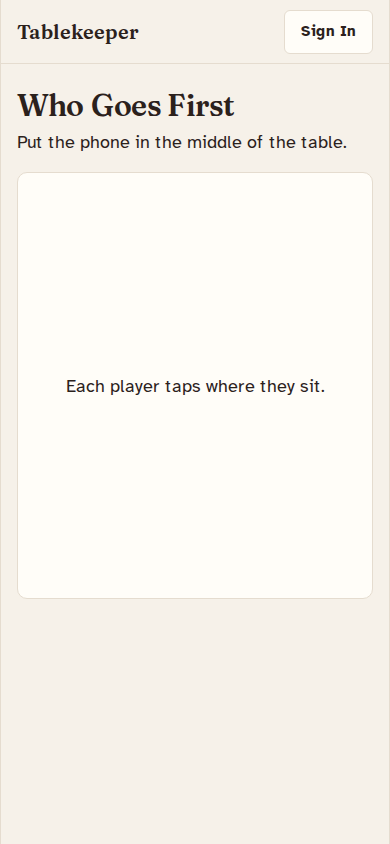 Tablekeeper
Sign In
Who Goes First
Put the phone in the middle of the table.
Each player taps where they sit.